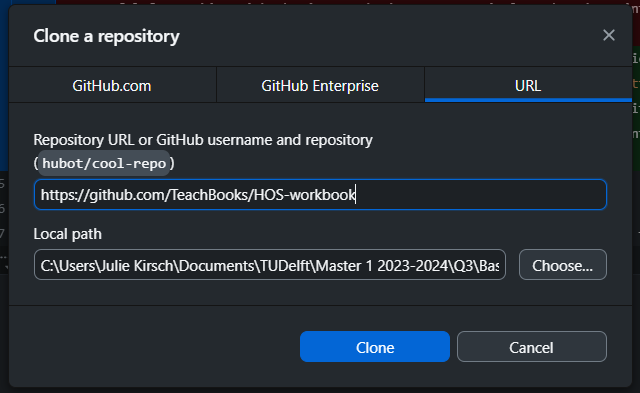 Clone a repository
GitHub.com
GitHub Enterprise
URL
Repository URL or GitHub username and repository
(hubot/cool-repo)
https://github.com/TeachBooks/HOS-workbook
Local path
C:\Users\Julie Kirsch\Documents\TUDelft\Master 1 2023-2024\Q3\Bas
Choose...
Clone
Cancel